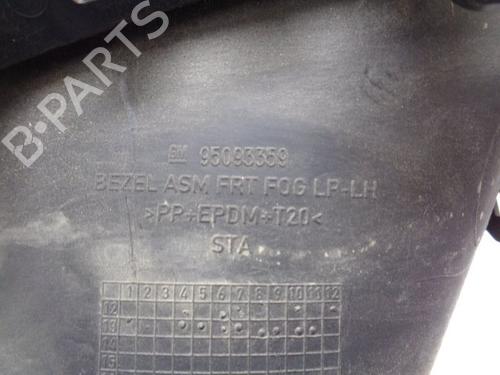 B-PARTS
GM 95093359
BEZEL ASM FRT FOG LP-LH
>PP+EPDM+T20<
STA
1 2 3 4 5 6 7 8 9 10 11 12
12
13
14
15